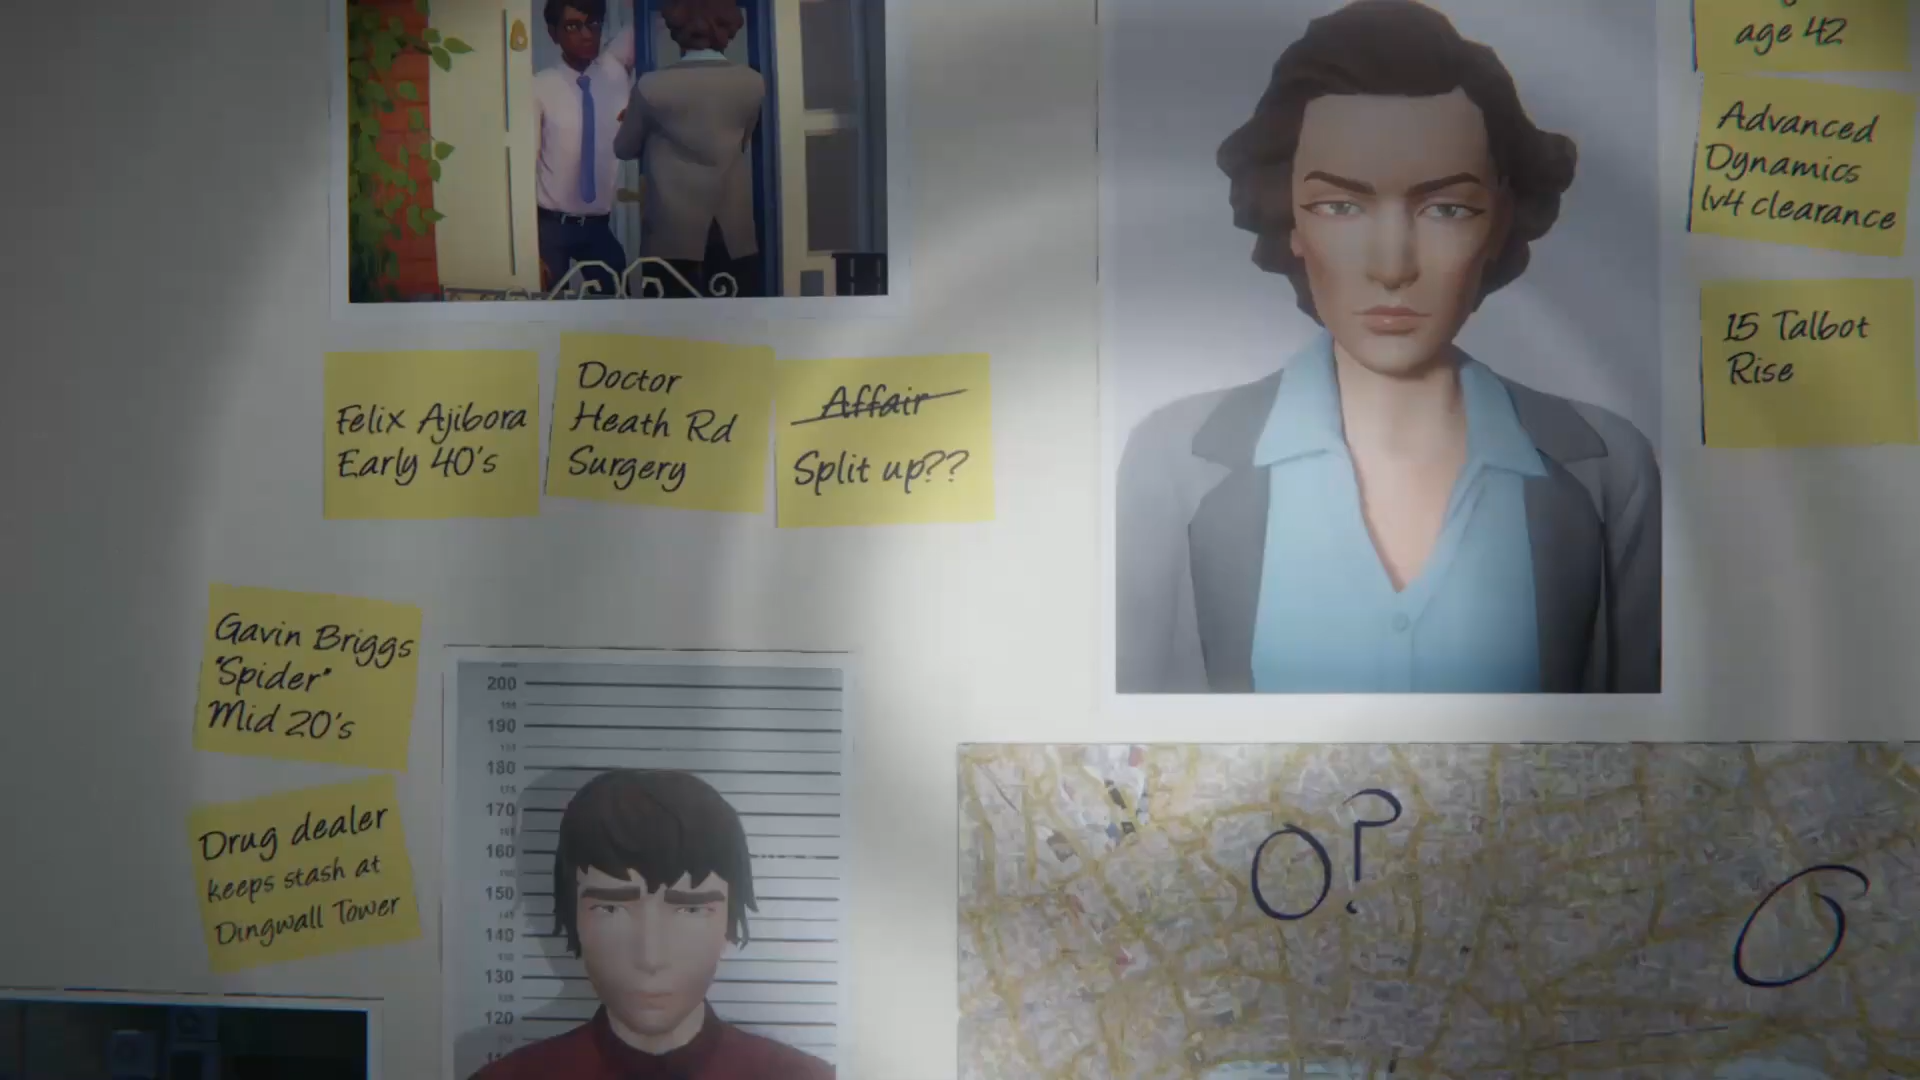 age 42
Advanced
Dynamics
lv4 clearance
15 Talbot
Rise
Felix Ajibora
Early 40's
Doctor
Heath Rd
Surgery
Affair
Split up??
Gavin Briggs
"Spider"
Mid 20's
Drug dealer
keeps stash at
Dingwall Tower
200
190
180
170
160
150
140
130
120
?